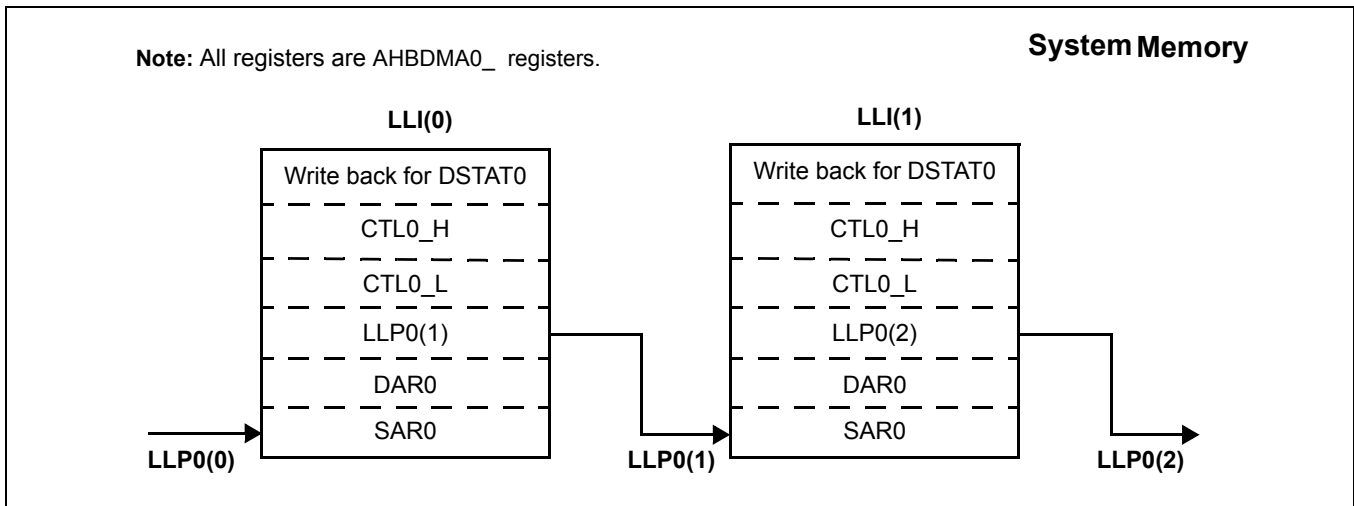 System Memory
Note: All registers are AHBDMA0_ registers.
LLI(0)
Write back for DSTAT0
CTL0_H
CTL0_L
LLP0(1)
DAR0
SAR0
LLP0(0)
LLI(1)
Write back for DSTAT0
CTL0_H
CTL0_L
LLP0(2)
DAR0
SAR0
LLP0(1)
LLP0(2)